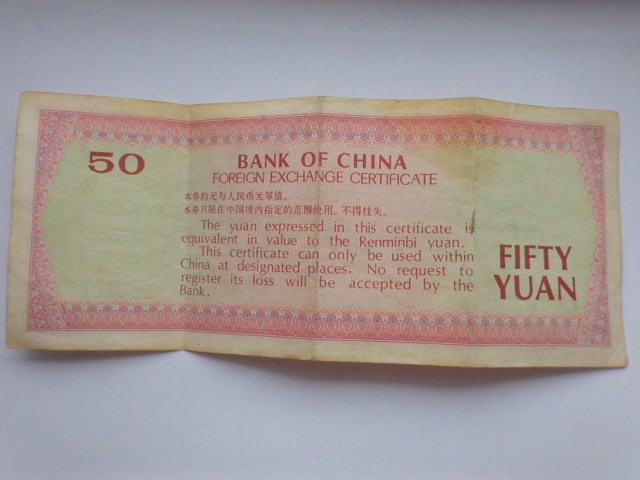 50
BANK OF CHINA
FOREIGN EXCHANGE CERTIFICATE
本券的元与人民币元等值。
本券只限在中国境内指定的范围使用。不得挂失。
The yuan expressed in this certificate is
equivalent in value to the Renminbi yuan.
This certificate can only be used within
China at designated places. No request to
register its loss will be accepted by the
Bank.
FIFTY
YUAN